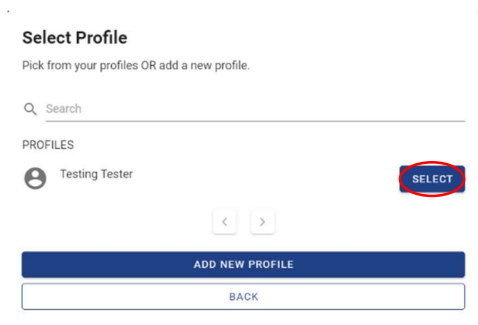 Select Profile
Pick from your profiles OR add a new profile.
Search
PROFILES
Testing Tester
SELECT
ADD NEW PROFILE
BACK